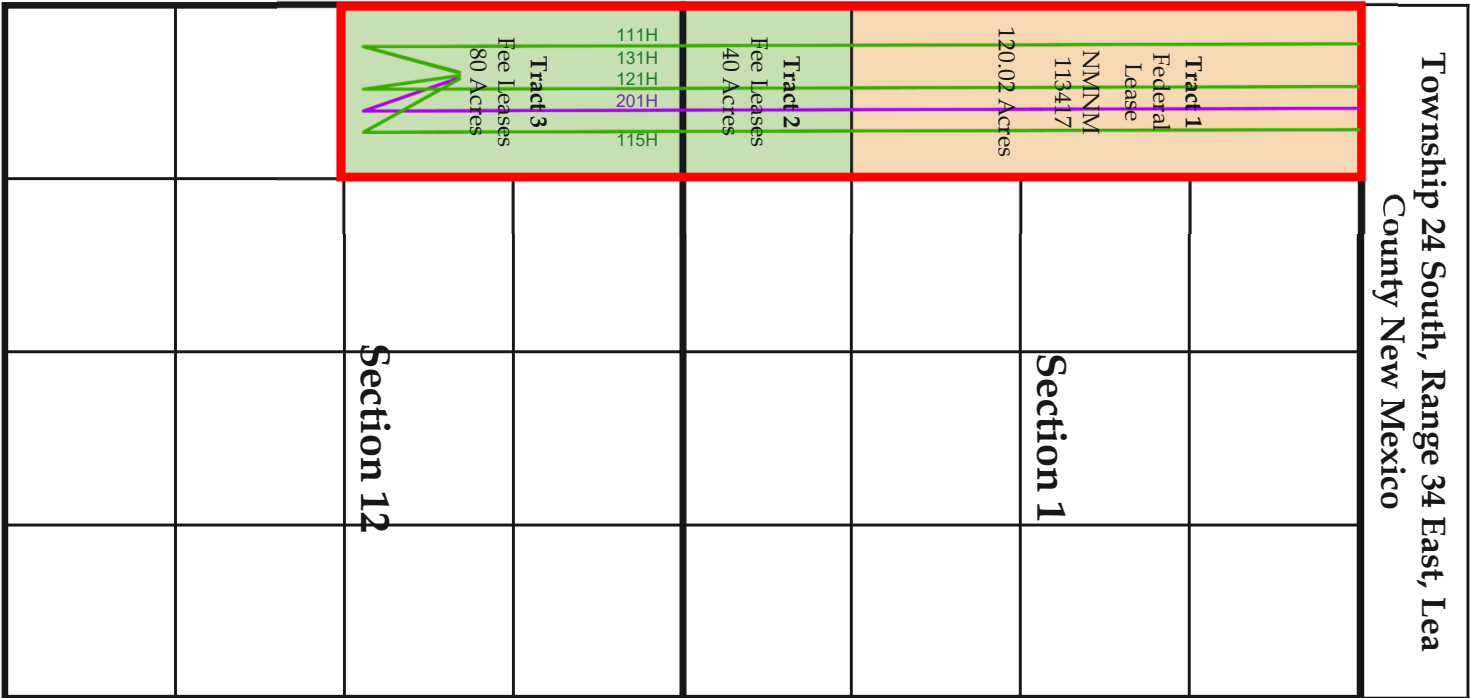 Township 24 South, Range 34 East, Lea
County New Mexico
Tract 1
Federal
Lease
NMNM
113417
120.02 Acres
Section 1
Tract 2
Fee Leases
40 Acres
111H
131H
121H
201H
115H
Tract 3
Fee Leases
80 Acres
Section 12